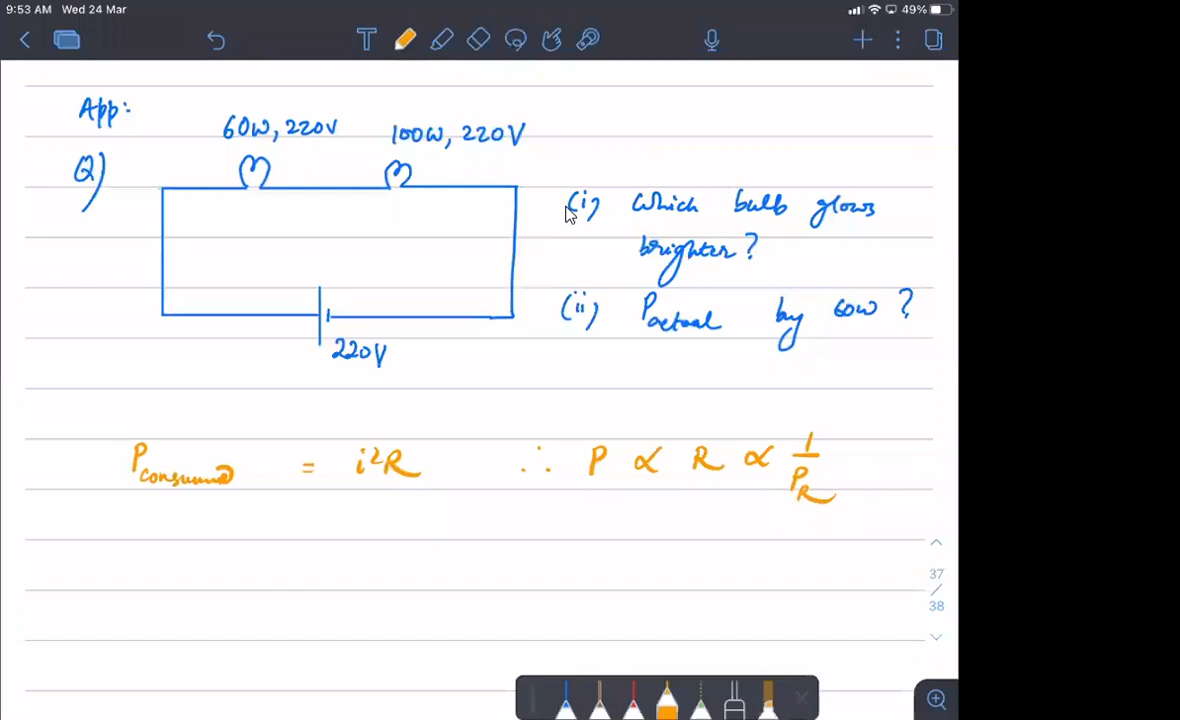 9:53 AM Wed 24 Mar
49%
App:
60W, 220V
100W, 220V
Q)
(i) Which bulb glows
brighter?
(ii) Pactual by 60W ?
220V
Pconsumed = i²R ∴ P ∝ R ∝ 1/PR
37
/
38